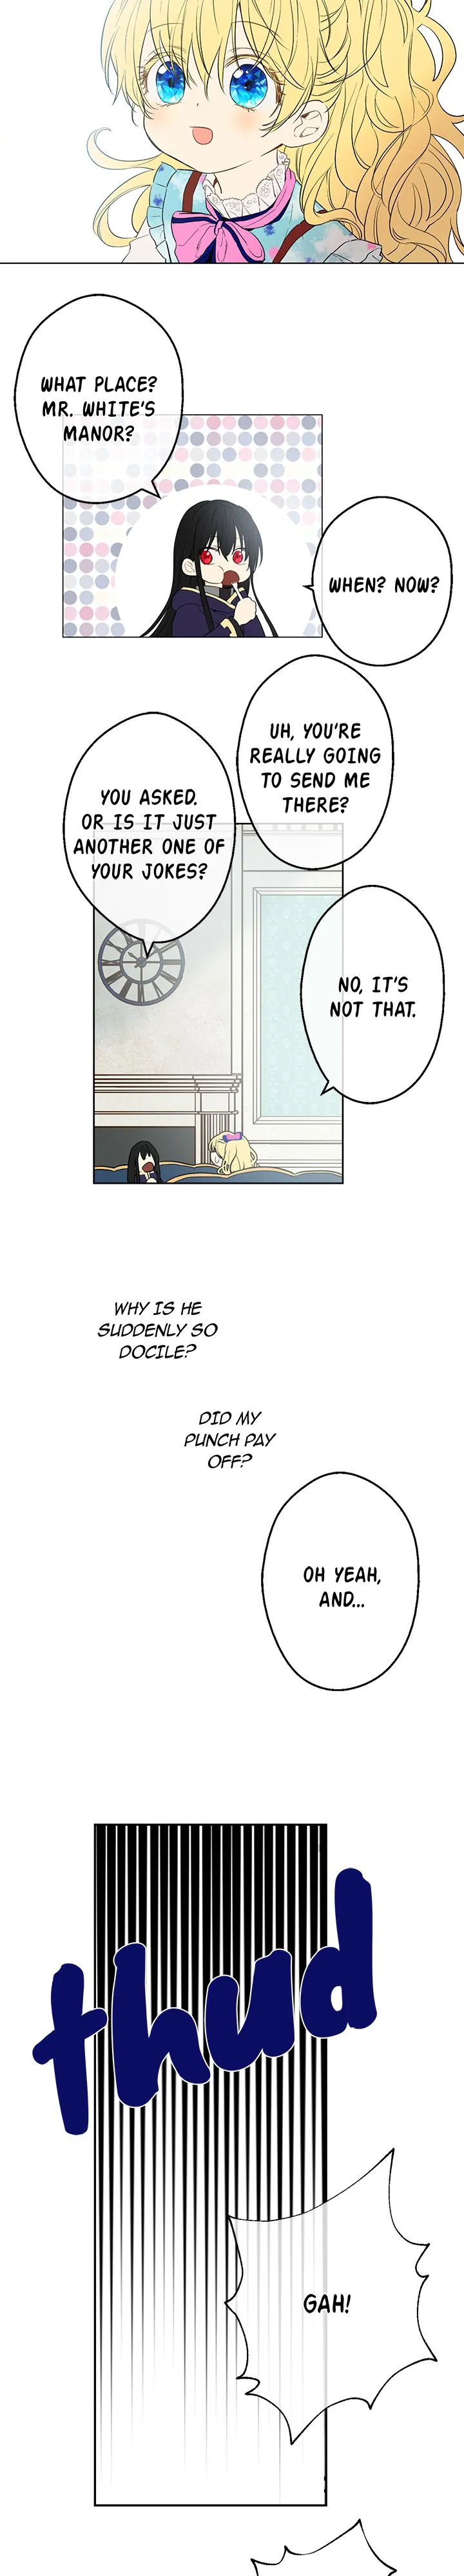 WHAT PLACE?
MR. WHITE'S
MANOR?
WHEN? NOW?
UH, YOU'RE
REALLY GOING
TO SEND ME
THERE?
YOU ASKED.
OR IS IT JUST
ANOTHER ONE OF
YOUR JOKES?
NO, IT'S
NOT THAT.
WHY IS HE
SUDDENLY SO
DOCILE?
DID MY
PUNCH PAY
OFF?
OH YEAH,
AND...
thud
GAH!